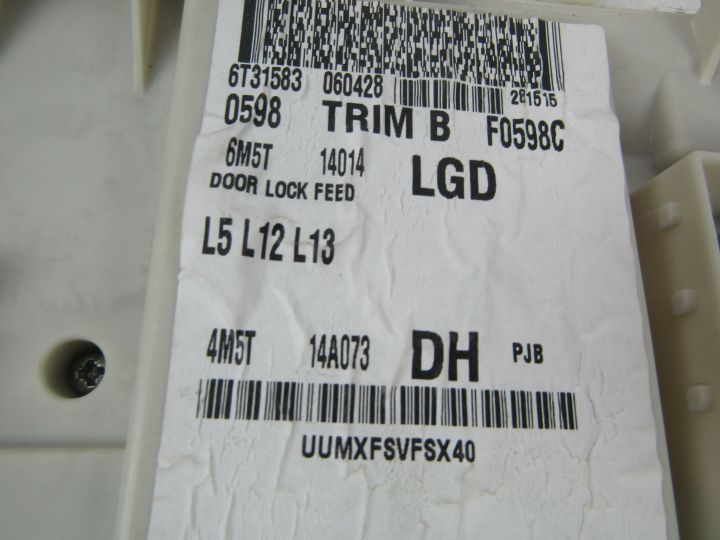 6T31583 060428 281515
0598 TRIM B F0598C
6M5T 14014 LGD
DOOR LOCK FEED
L5 L12 L13
4M5T 14A073 DH PJB
UUMXFSVFSX40